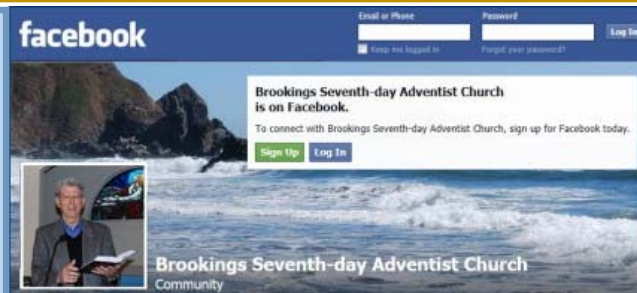 facebook
Email or Phone
Password
Log In
Keep me logged in
Forgot your password?
Brookings Seventh-day Adventist Church
is on Facebook.
To connect with Brookings Seventh-day Adventist Church, sign up for Facebook today.
Sign Up
Log In
Brookings Seventh-day Adventist Church
Community